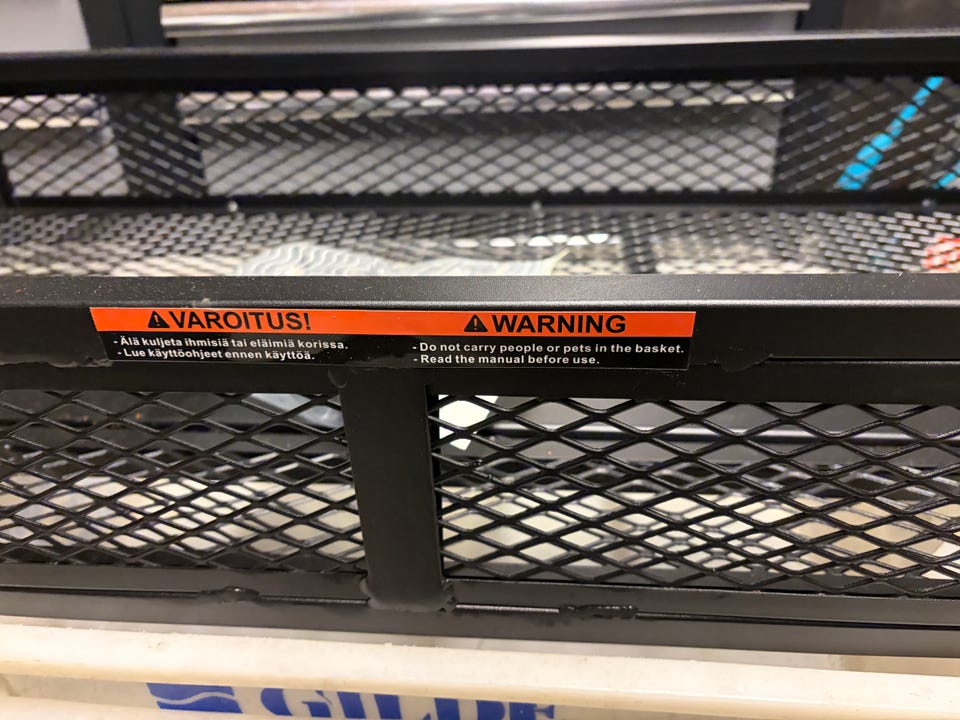 VAROITUS!
- Älä kuljeta ihmisiä tai eläimiä korissa.
- Lue käyttöohjeet ennen käyttöä.
WARNING
- Do not carry people or pets in the basket.
- Read the manual before use.